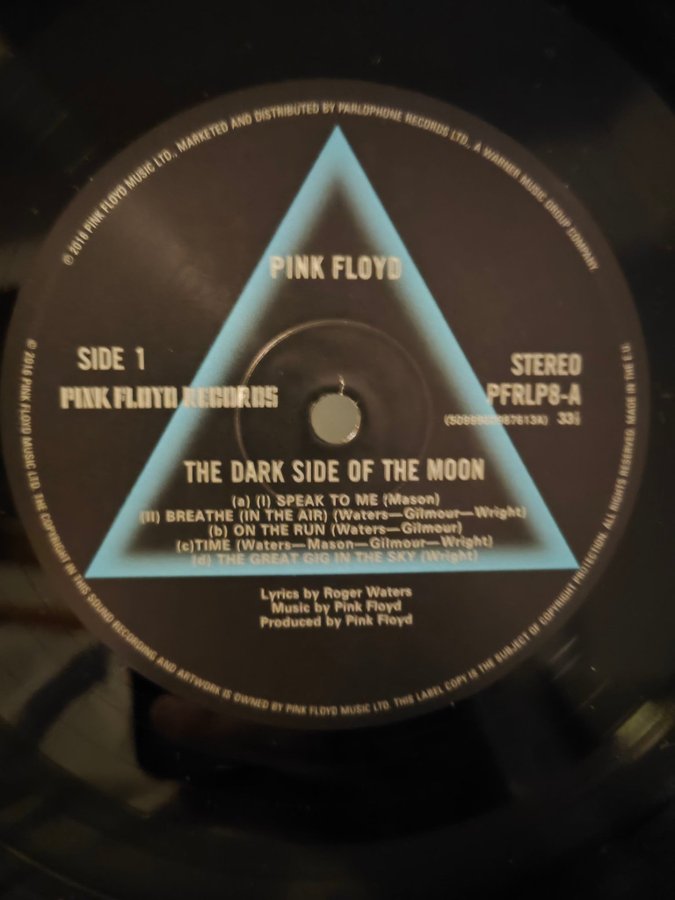 ℗ 2016 PINK FLOYD MUSIC LTD., MARKETED AND DISTRIBUTED BY PARLOPHONE RECORDS LTD., A WARNER MUSIC GROUP COMPANY.
PINK FLOYD
SIDE 1
PINK FLOYD RECORDS
STEREO
PFRLP8-A
33⅓
THE DARK SIDE OF THE MOON
(a) (I) SPEAK TO ME (Mason)
(II) BREATHE (IN THE AIR) (Waters—Gilmour—Wright)
(b) ON THE RUN (Waters—Gilmour)
(c)TIME (Waters—Mason—Gilmour—Wright)
(d) THE GREAT GIG IN THE SKY (Wright)
Lyrics by Roger Waters
Music by Pink Floyd
Produced by Pink Floyd
© 2016 PINK FLOYD MUSIC LTD. THE COPYRIGHT IN THIS SOUND RECORDING AND ARTWORK IS OWNED BY PINK FLOYD MUSIC LTD. THIS LABEL COPY IS THE SUBJECT OF COPYRIGHT PROTECTION. ALL RIGHTS RESERVED. MADE IN THE E.U.